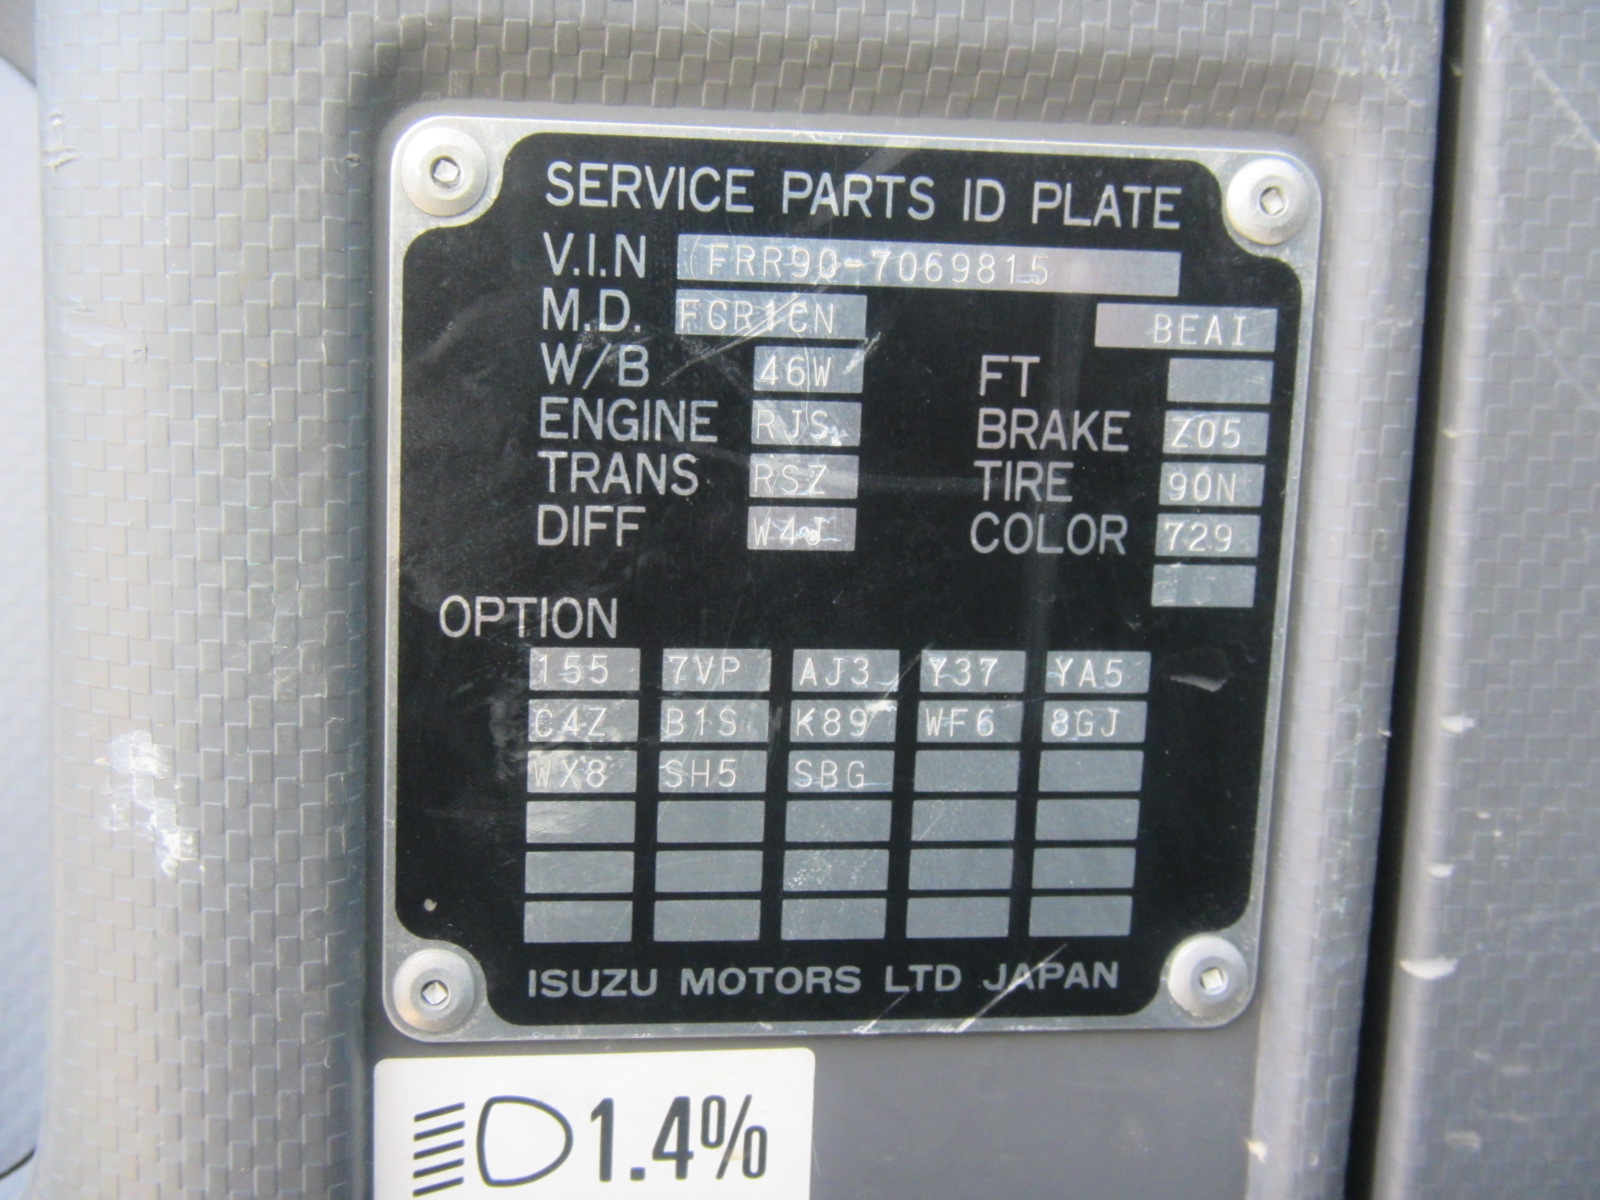 SERVICE PARTS ID PLATE
V.I.N FRR90-7069815
M.D. FCR1CN BEAI
W/B 46W FT
ENGINE RJS BRAKE Z05
TRANS RSZ TIRE 90N
DIFF W4J COLOR 729
OPTION
155 7VP AJ3 Y37 YA5
C4Z B1S K89 WF6 8GJ
WX8 SH5 SBG
ISUZU MOTORS LTD JAPAN
1.4%